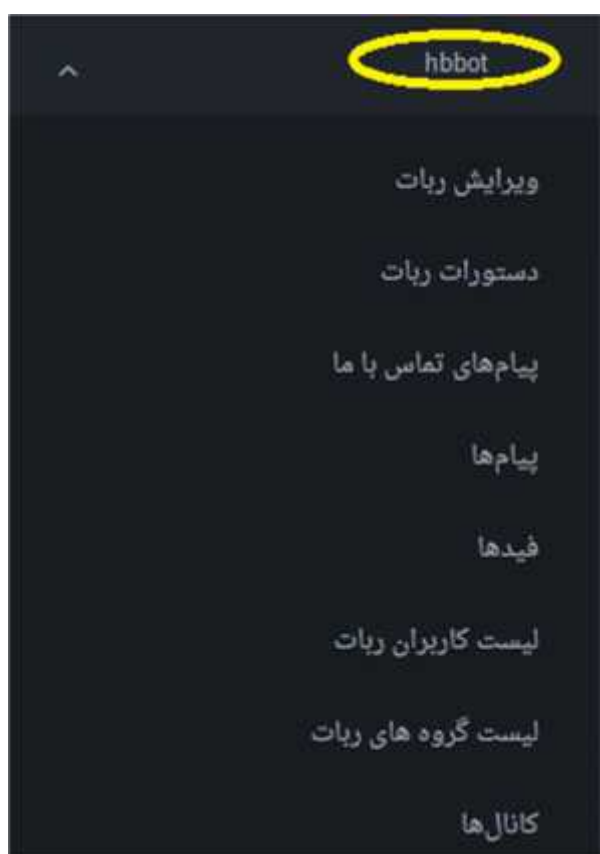 hbbot
ویرایش ربات
دستورات ربات
پیام‌های تماس با ما
پیام‌ها
فیدها
لیست کاربران ربات
لیست گروه های ربات
کانال‌ها